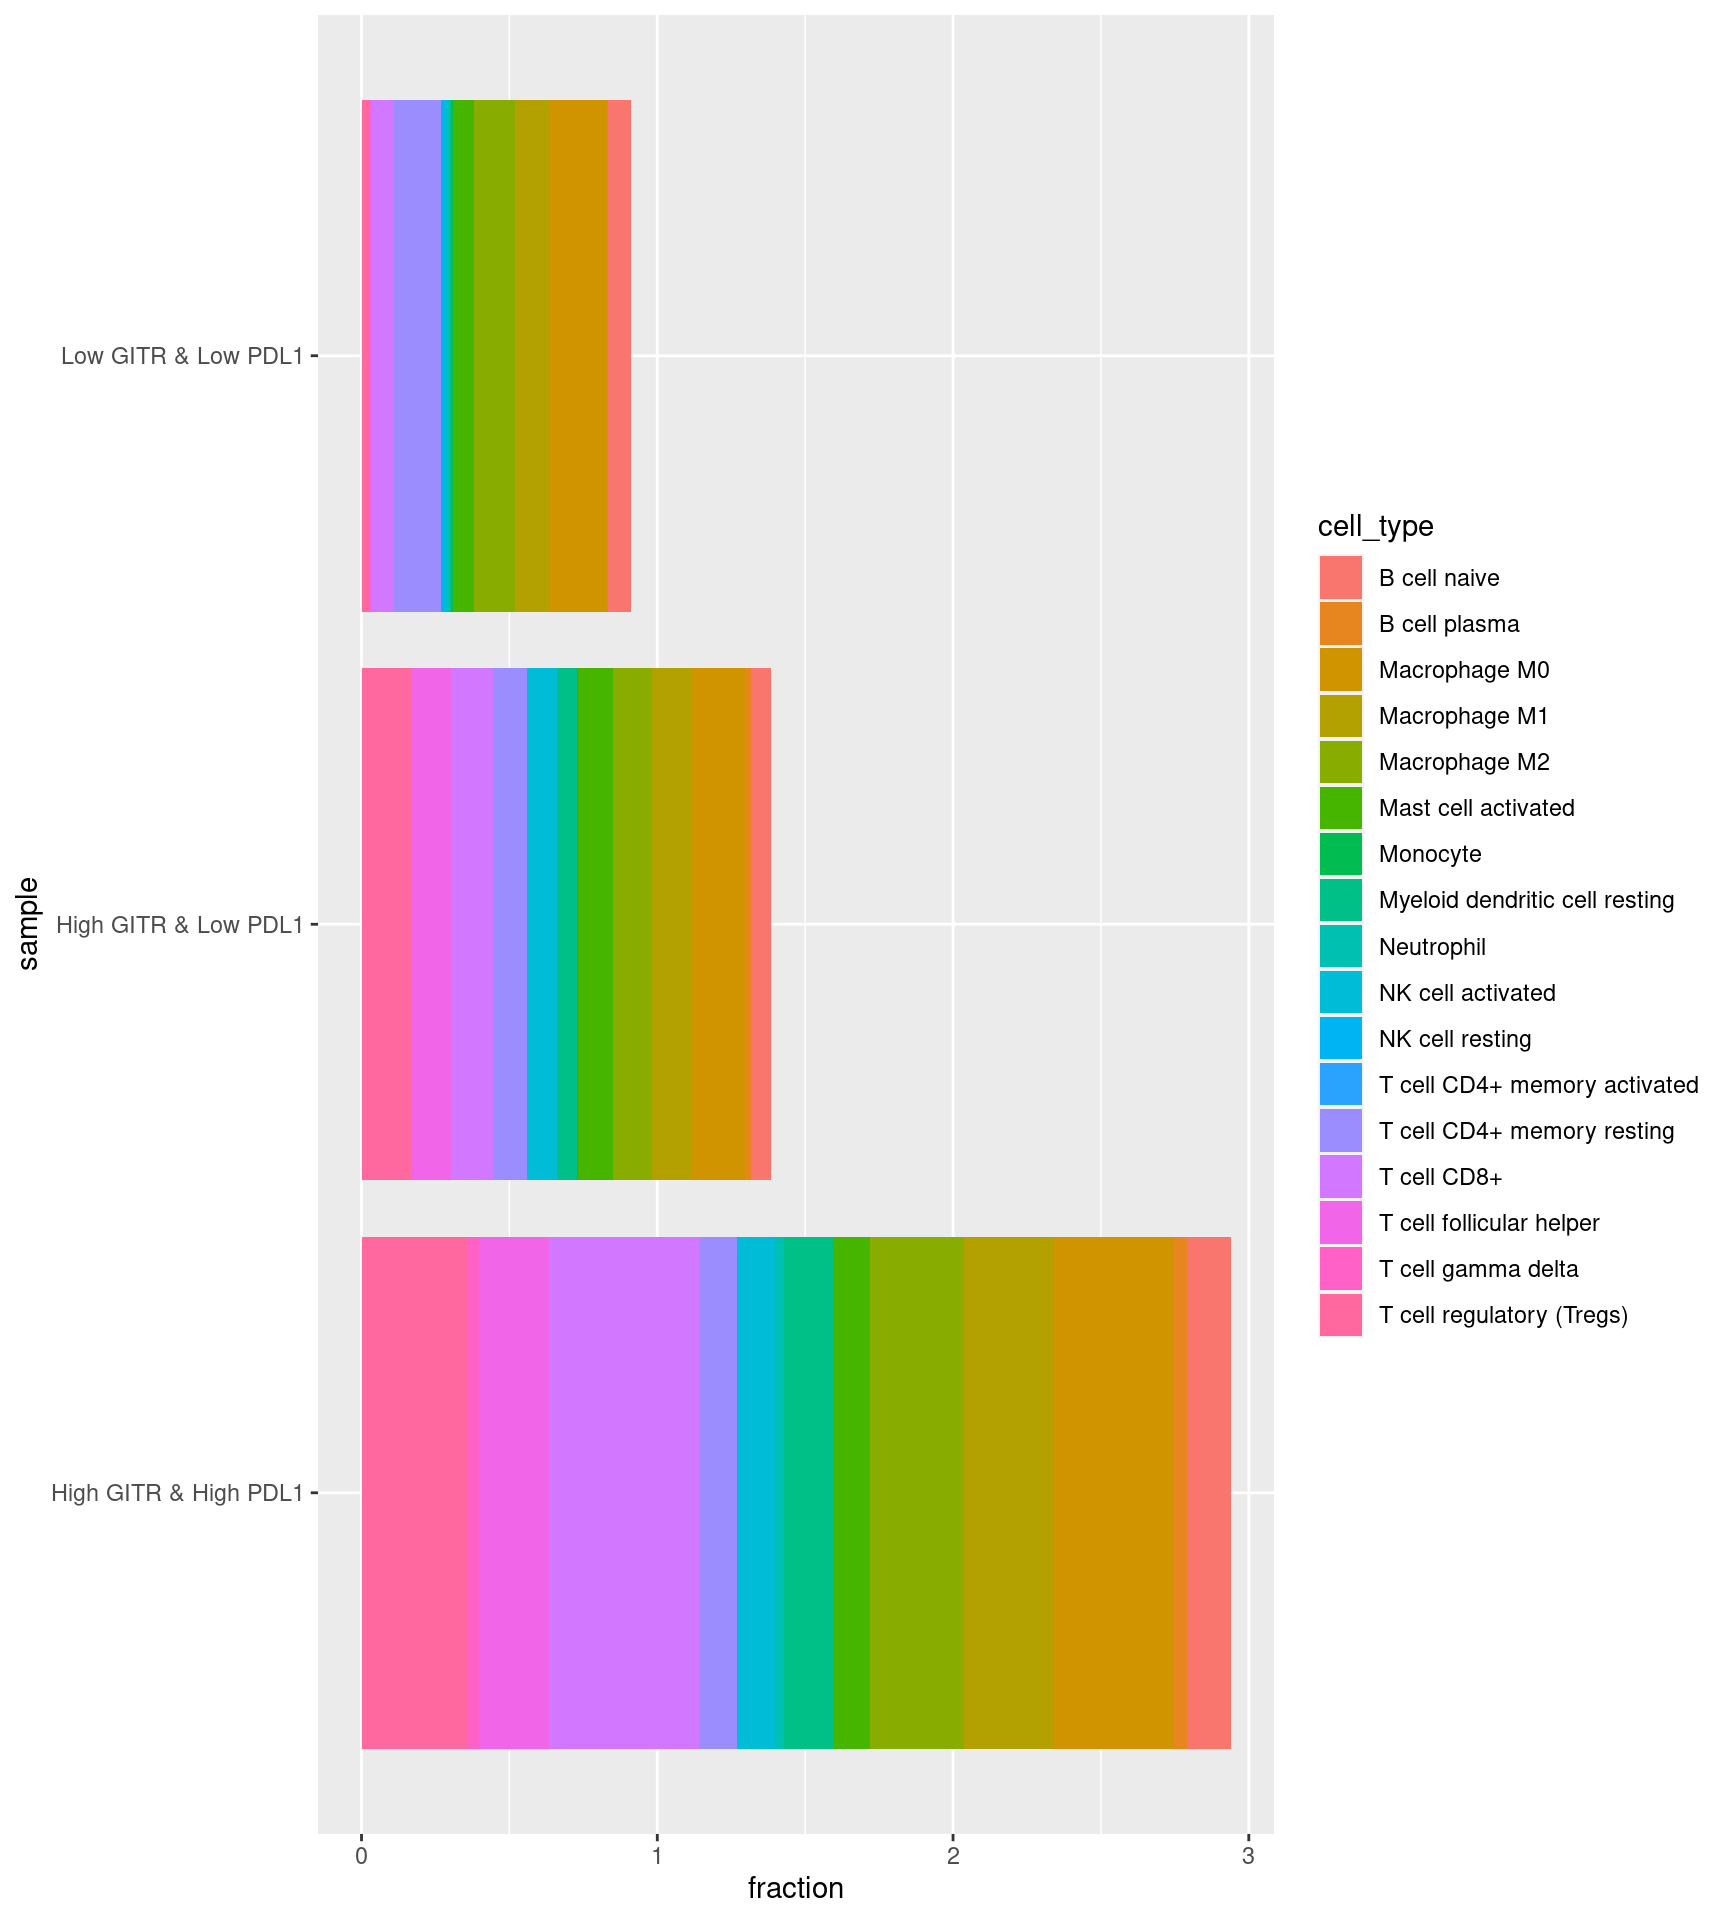 Low GITR & Low PDL1
High GITR & Low PDL1
High GITR & High PDL1
sample
0 1 2 3
fraction
cell_type
B cell naive
B cell plasma
Macrophage M0
Macrophage M1
Macrophage M2
Mast cell activated
Monocyte
Myeloid dendritic cell resting
Neutrophil
NK cell activated
NK cell resting
T cell CD4+ memory activated
T cell CD4+ memory resting
T cell CD8+
T cell follicular helper
T cell gamma delta
T cell regulatory (Tregs)